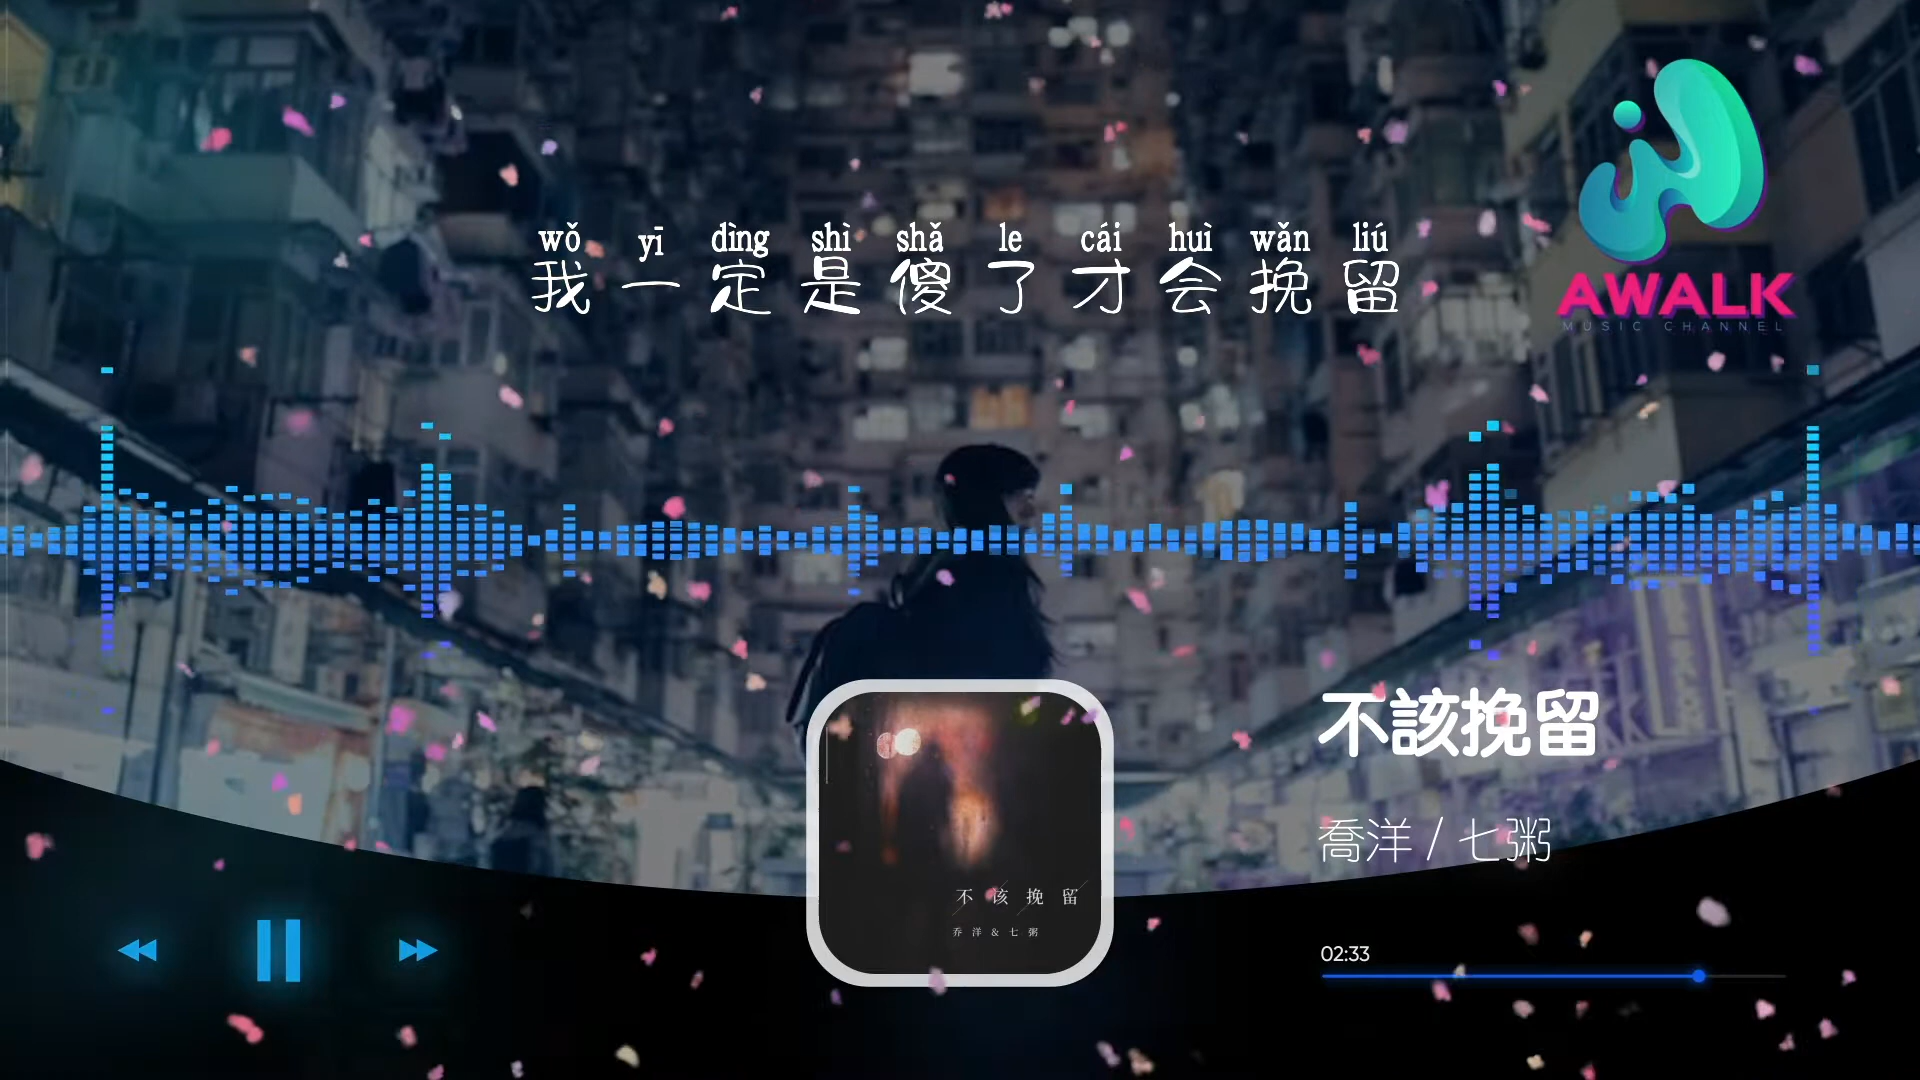 wǒ yī dìng shì shǎ le cái huì wǎn liú
我一定是傻了才会挽留
AWALK
MUSIC CHANNEL
不該挽留
喬洋 / 七粥
不該挽留
乔洋 & 七粥
02:33